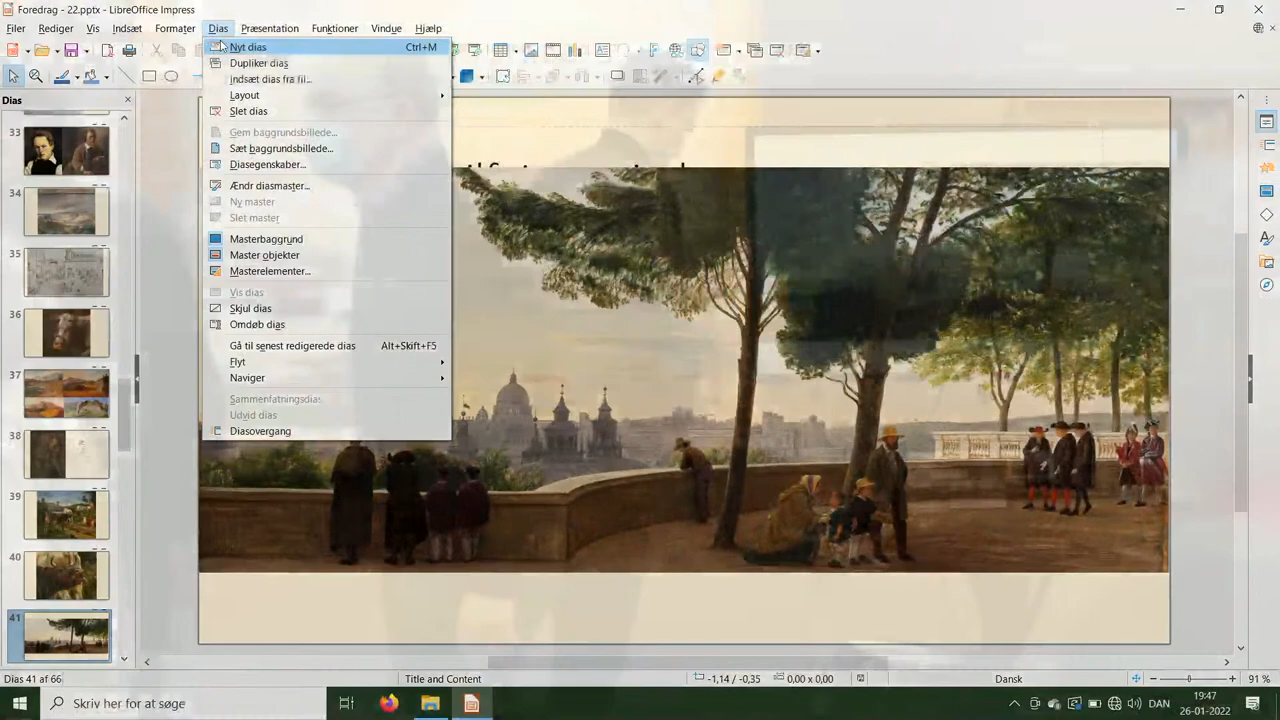 Foredrag - 22.pptx - LibreOffice Impress
Filer Rediger Vis Indsæt Formater Dias Præsentation Funktioner Vindue Hjælp
Nyt dias Ctrl+M
Dupliker dias
Indsæt dias fra fil...
Layout
Slet dias
Gem baggrundsbillede...
Sæt baggrundsbillede...
Diasegenskaber...
Ændr diasmaster...
Ny master
Slet master
Masterbaggrund
Master objekter
Masterelementer...
Vis dias
Skjul dias
Omdøb dias
Gå til senest redigerede dias Alt+Skift+F5
Flyt
Naviger
Sammenfatningsdias
Udvid dias
Diasovergang
Dias
33
34
35
36
37
38
39
40
41
Dias 41 af 66
Title and Content
-1,14 / -0,35
0,00 x 0,00
Dansk
91 %
Skriv her for at søge
DAN
19:47
26-01-2022